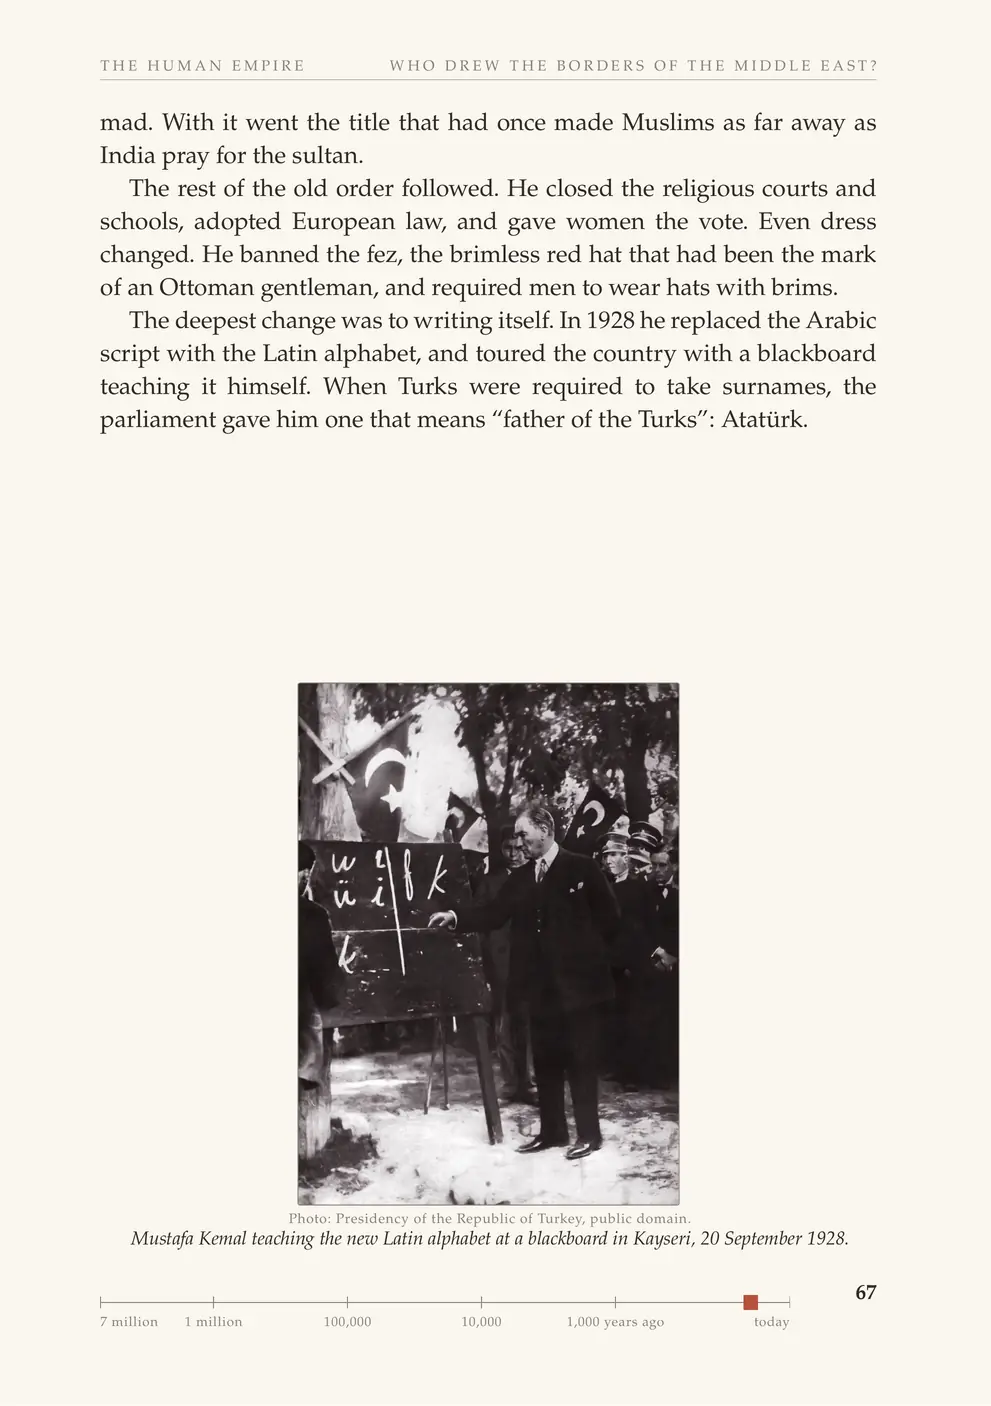 THE HUMAN EMPIRE WHO DREW THE BORDERS OF THE MIDDLE EAST?
mad. With it went the title that had once made Muslims as far away as
India pray for the sultan.
The rest of the old order followed. He closed the religious courts and
schools, adopted European law, and gave women the vote. Even dress
changed. He banned the fez, the brimless red hat that had been the mark
of an Ottoman gentleman, and required men to wear hats with brims.
The deepest change was to writing itself. In 1928 he replaced the Arabic
script with the Latin alphabet, and toured the country with a blackboard
teaching it himself. When Turks were required to take surnames, the
parliament gave him one that means “father of the Turks”: Atatürk.
ü i f k
k
Photo: Presidency of the Republic of Turkey, public domain.
Mustafa Kemal teaching the new Latin alphabet at a blackboard in Kayseri, 20 September 1928.
67
7 million 1 million 100,000 10,000 1,000 years ago today